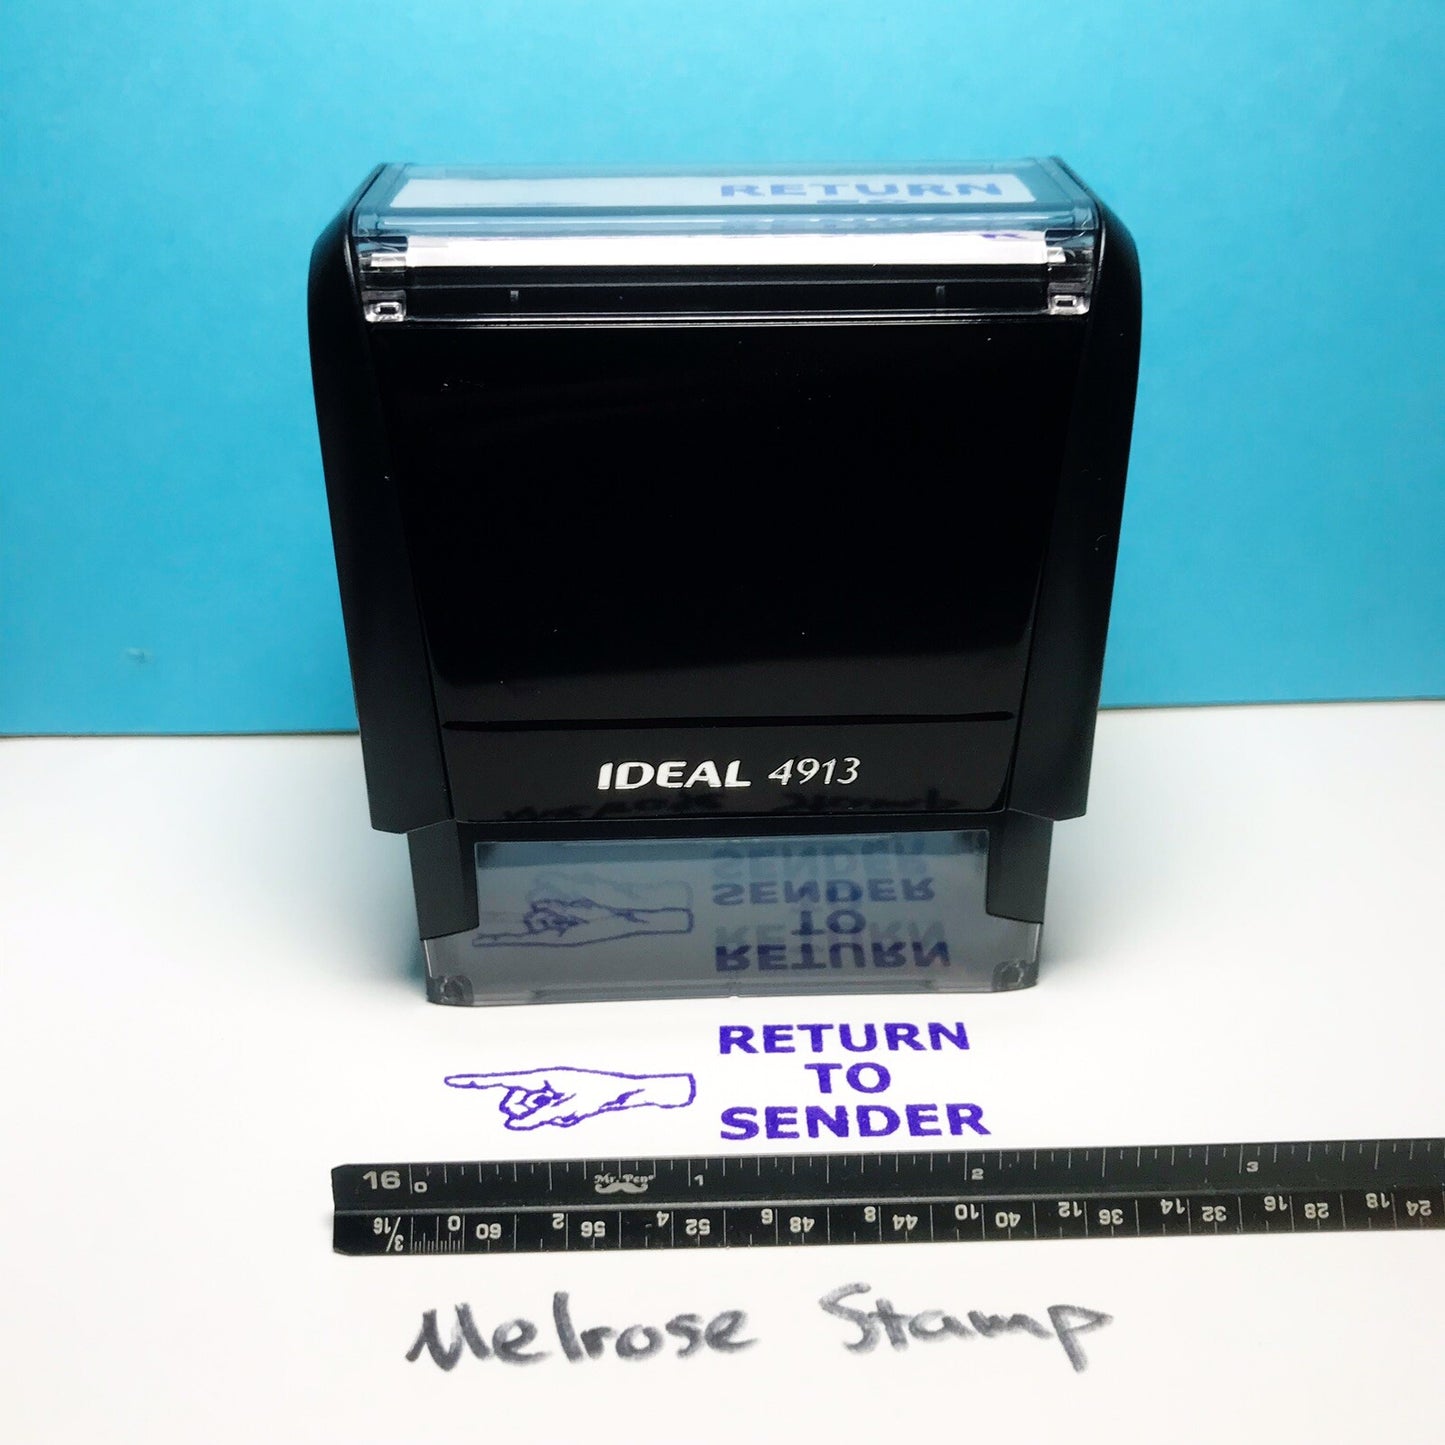 RETURN
IDEAL 4913
SENDER
TO
RETURN
RETURN
TO
SENDER
16 0 Mr. Pen® 1 2 3
3/16 0 60 2 56 4 52 6 48 8 44 10 40 12 36 14 32 16 28 18 24
Melrose Stamp